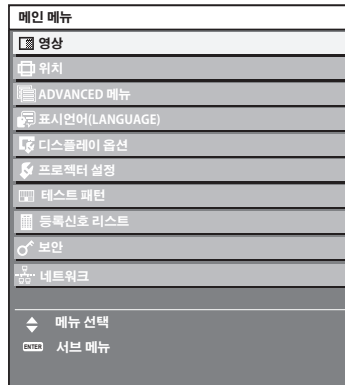 메인 메뉴
영상
위치
ADVANCED 메뉴
표시언어(LANGUAGE)
디스플레이 옵션
프로젝터 설정
테스트 패턴
등록신호 리스트
보안
네트워크
메뉴 선택
ENTER 서브 메뉴